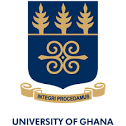 INTEGRI PROCEDAMUS
UNIVERSITY OF GHANA